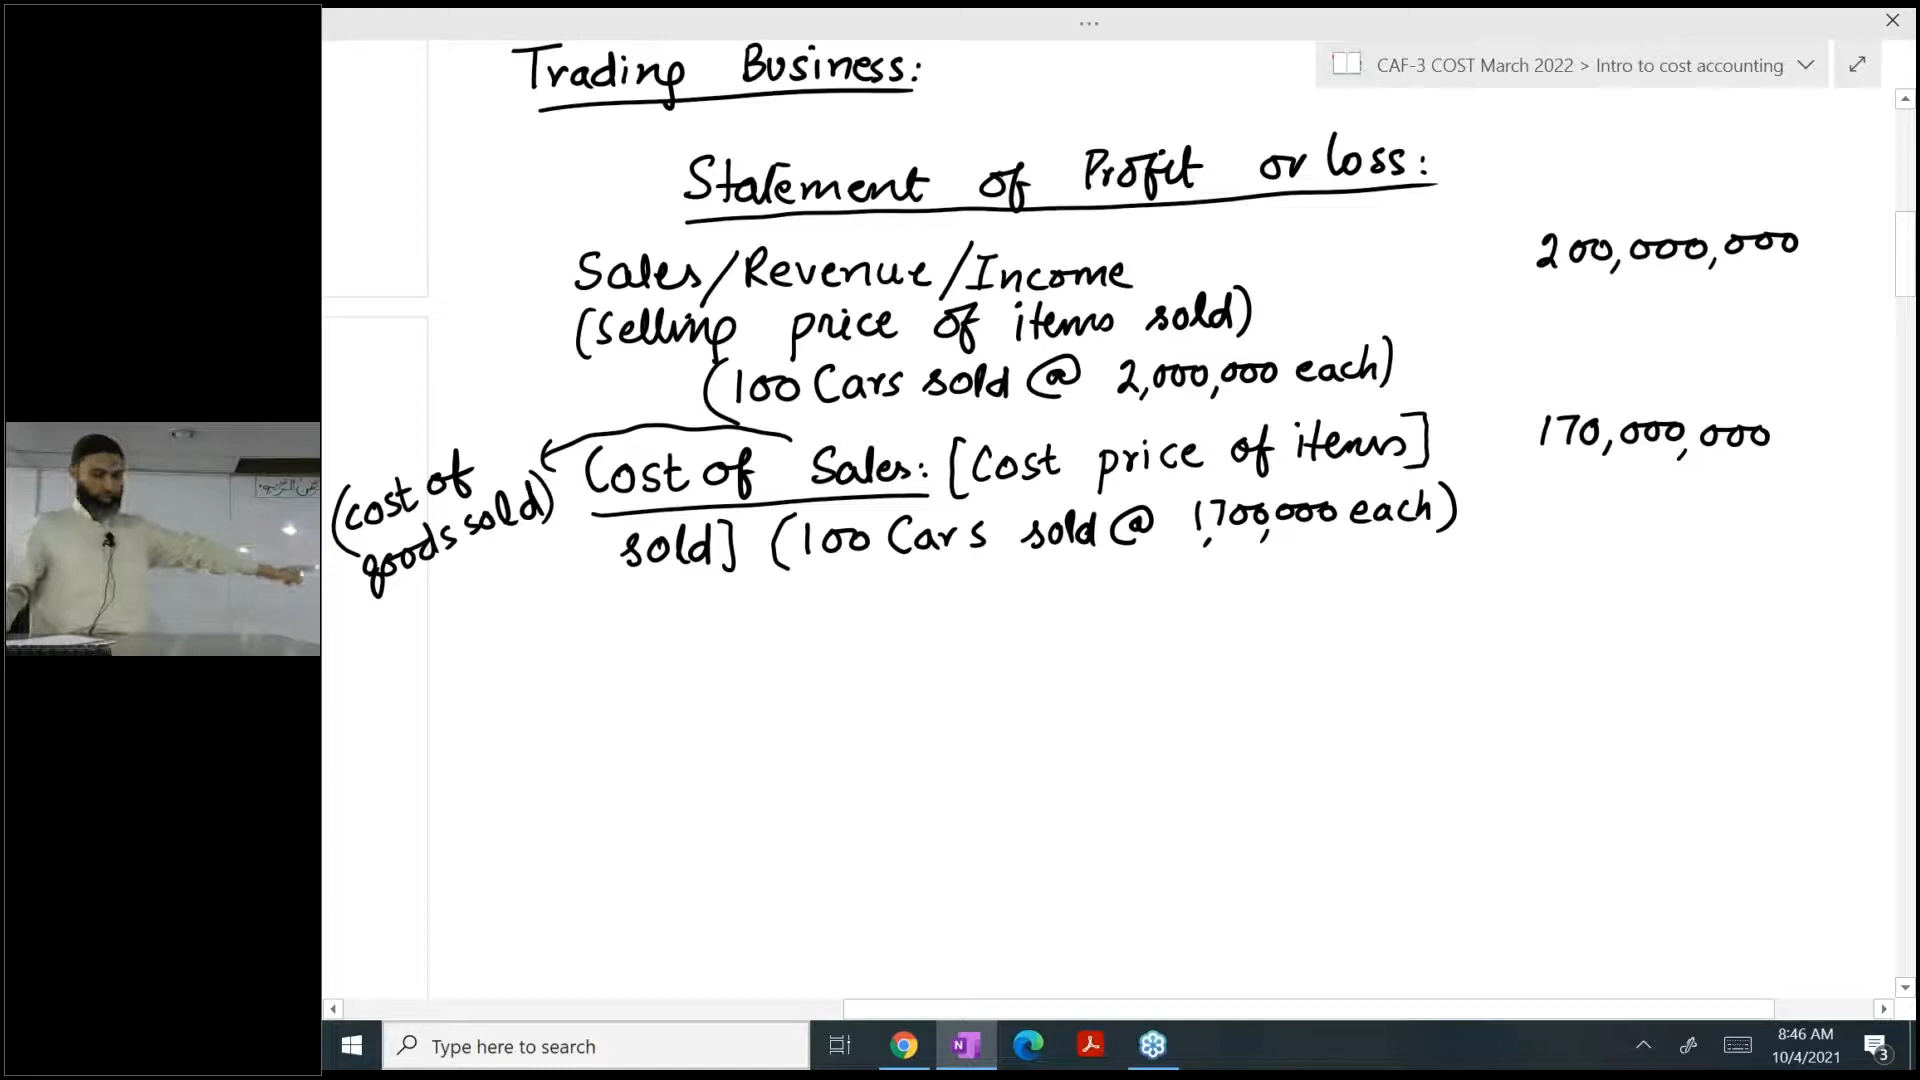 CAF-3 COST March 2022 > Intro to cost accounting
Trading Business:
Statement of Profit or loss:
Sales/Revenue/Income 200,000,000
(Selling price of items sold)
(100 Cars sold @ 2,000,000 each)
(cost of goods sold)
Cost of Sales: [Cost price of items] 170,000,000
sold] (100 Cars sold @ 1,700,000 each)
Type here to search
8:46 AM
10/4/2021
3